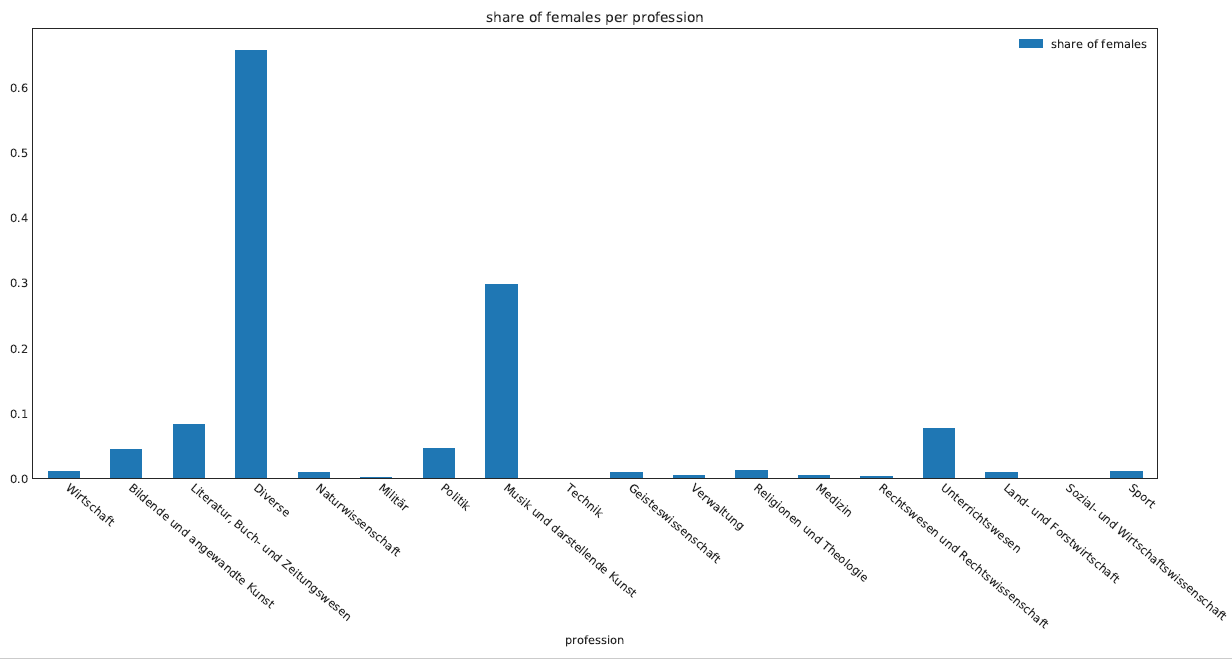 share of females per profession
share of females
0.6
0.5
0.4
0.3
0.2
0.1
0.0
Wirtschaft
Bildende und angewandte Kunst
Literatur, Buch- und Zeitungswesen
Diverse
Naturwissenschaft
Militär
Politik
Musik und darstellende Kunst
Technik
Geisteswissenschaft
Verwaltung
Religionen und Theologie
Medizin
Rechtswesen und Rechtswissenschaft
Unterrichtswesen
Land- und Forstwirtschaft
Sozial- und Wirtschaftswissenschaft
Sport
profession